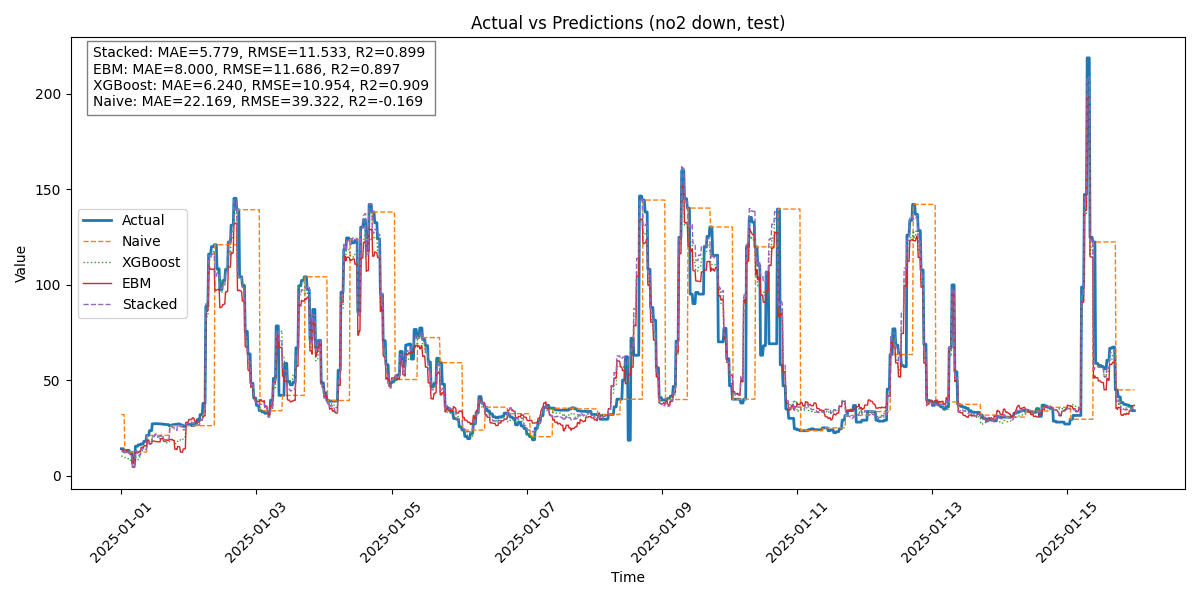 Actual vs Predictions (no2 down, test)
Stacked: MAE=5.779, RMSE=11.533, R2=0.899
EBM: MAE=8.000, RMSE=11.686, R2=0.897
XGBoost: MAE=6.240, RMSE=10.954, R2=0.909
Naive: MAE=22.169, RMSE=39.322, R2=-0.169
200
150
100
50
0
Value
Actual
Naive
XGBoost
EBM
Stacked
2025-01-01
2025-01-03
2025-01-05
2025-01-07
2025-01-09
2025-01-11
2025-01-13
2025-01-15
Time